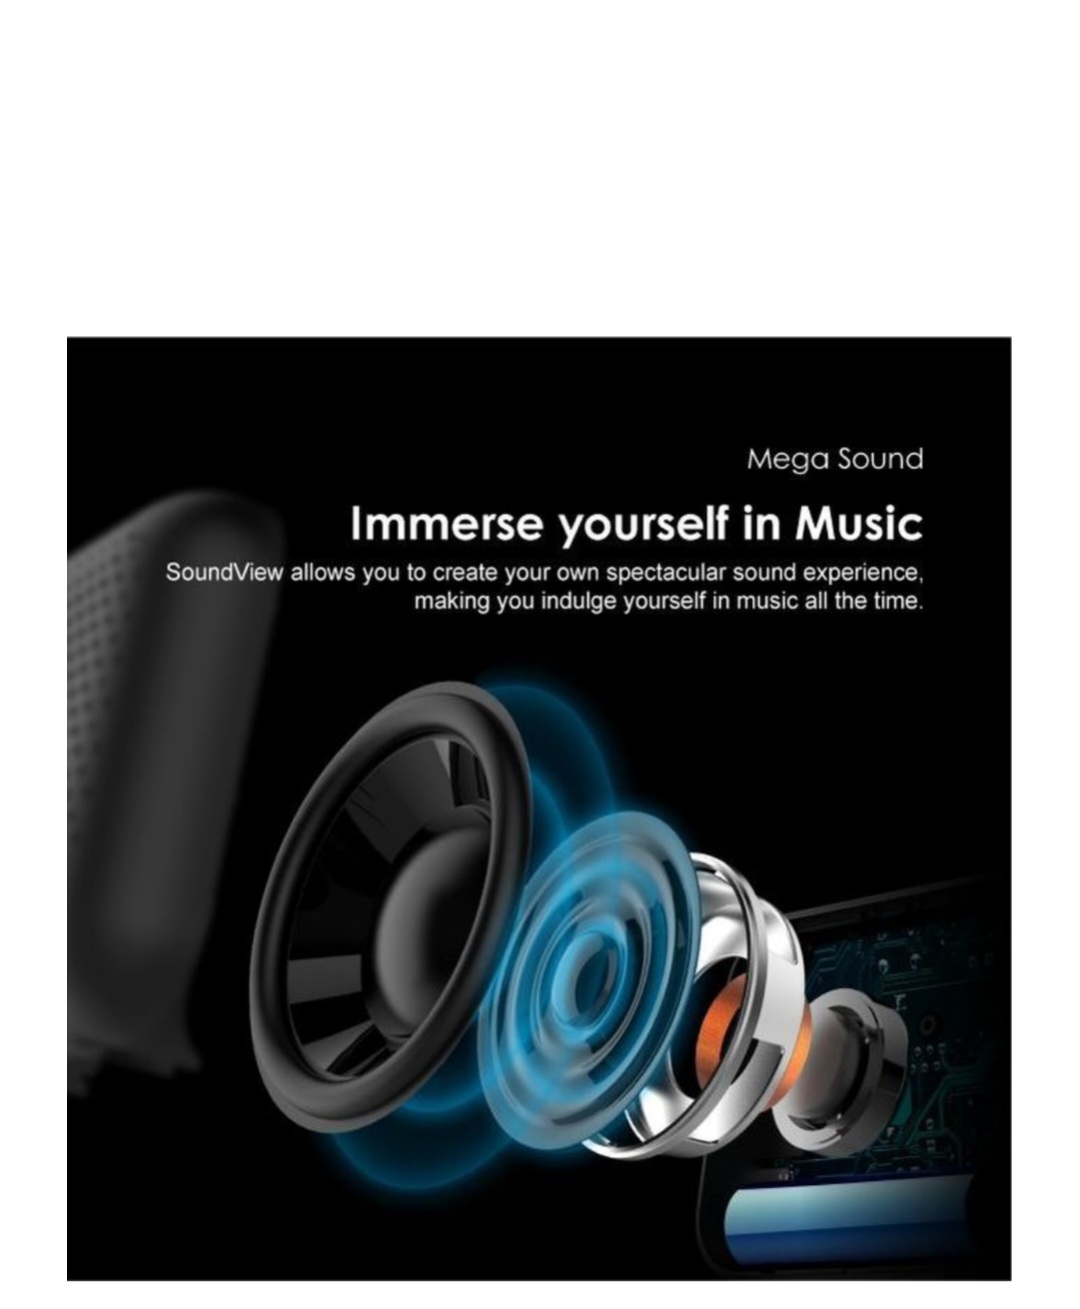 Mega Sound
Immerse yourself in Music
SoundView allows you to create your own spectacular sound experience,
making you indulge yourself in music all the time.